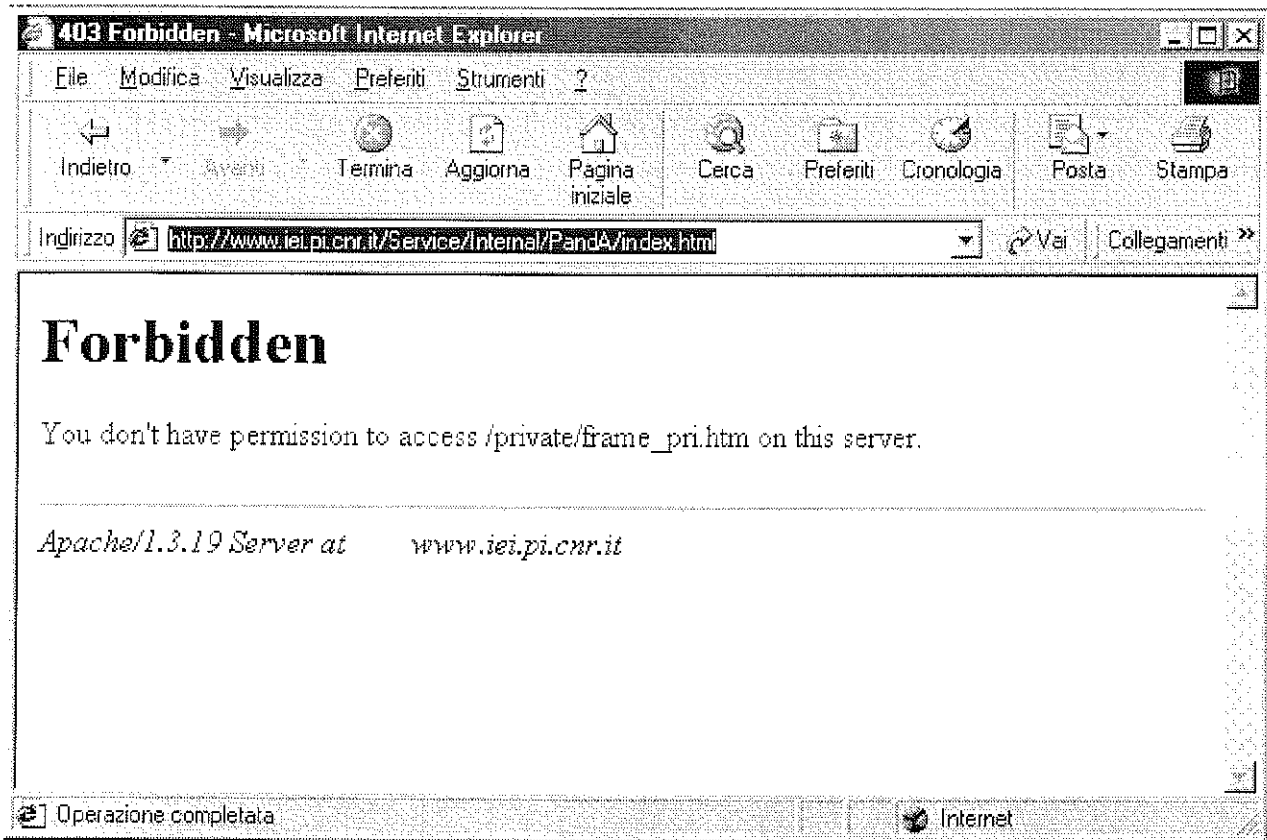 403 Forbidden - Microsoft Internet Explorer
File Modifica Visualizza Preferiti Strumenti ?
Indietro Avanti Termina Aggiorna Pagina iniziale Cerca Preferiti Cronologia Posta Stampa
Indirizzo http://www.iei.pi.cnr.it/Service/Internal/PandA/index.html Vai Collegamenti »
Forbidden
You don't have permission to access /private/frame_pri.htm on this server.
Apache/1.3.19 Server at www.iei.pi.cnr.it
Operazione completata Internet